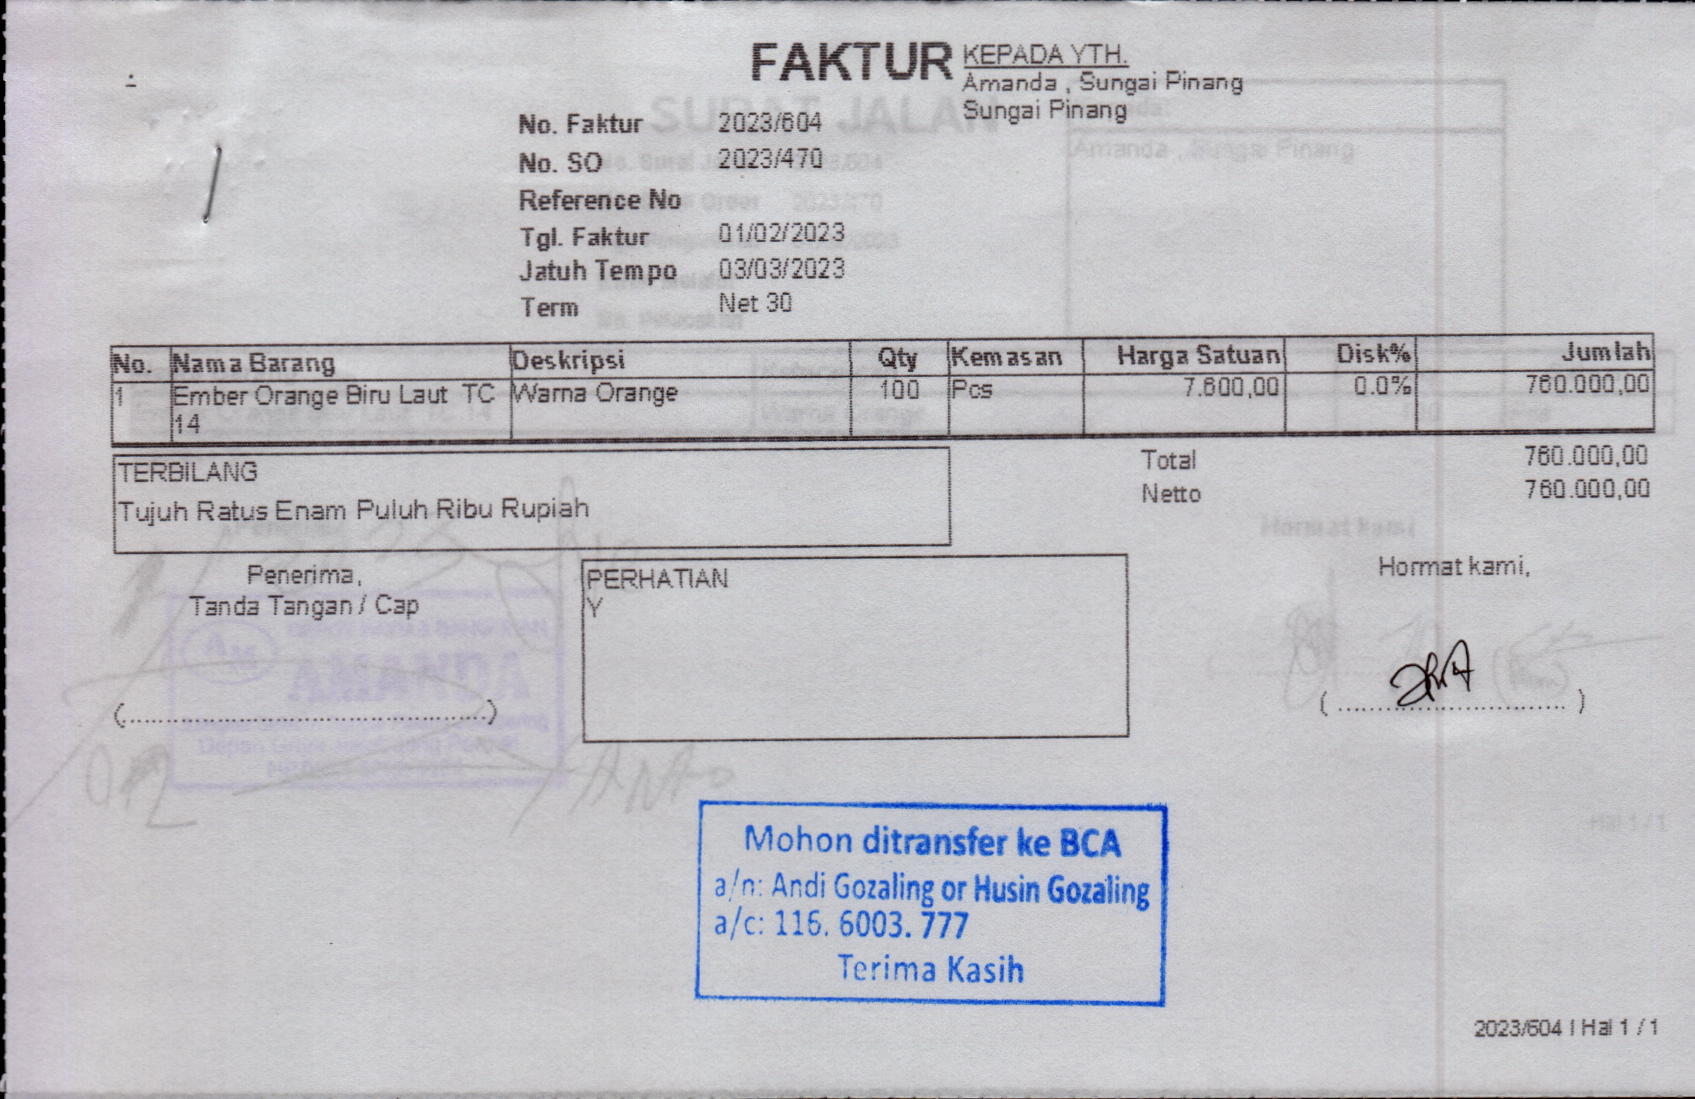 FAKTUR
KEPADA YTH.
Amanda , Sungai Pinang
Sungai Pinang
No. Faktur 2023/604
No. SO 2023/470
Reference No
Tgl. Faktur 01/02/2023
Jatuh Tempo 03/03/2023
Term Net 30
No. Nama Barang Deskripsi Qty Kemasan Harga Satuan Disk% Jumlah
1 Ember Orange Biru Laut TC 14 Warna Orange 100 Pcs 7.600,00 0.0% 760.000,00
TERBILANG
Tujuh Ratus Enam Puluh Ribu Rupiah
Total 760.000,00
Netto 760.000,00
Penerima,
Tanda Tangan / Cap
PERHATIAN
Y
Hormat kami,
Mohon ditransfer ke BCA
a/n: Andi Gozaling or Husin Gozaling
a/c: 116. 6003. 777
Terima Kasih
2023/604 | Hal 1 / 1